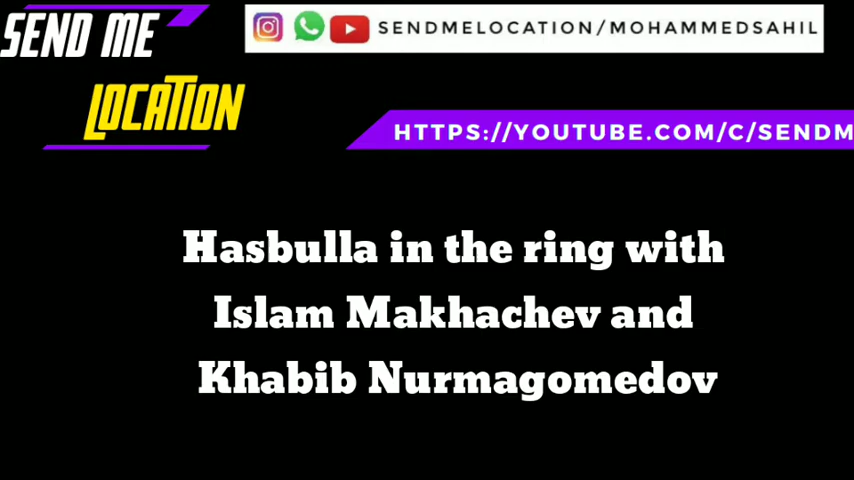 SEND ME
LOCATION
SENDMELOCATION/MOHAMMEDSAHIL
HTTPS://YOUTUBE.COM/C/SENDM
Hasbulla in the ring with
Islam Makhachev and
Khabib Nurmagomedov